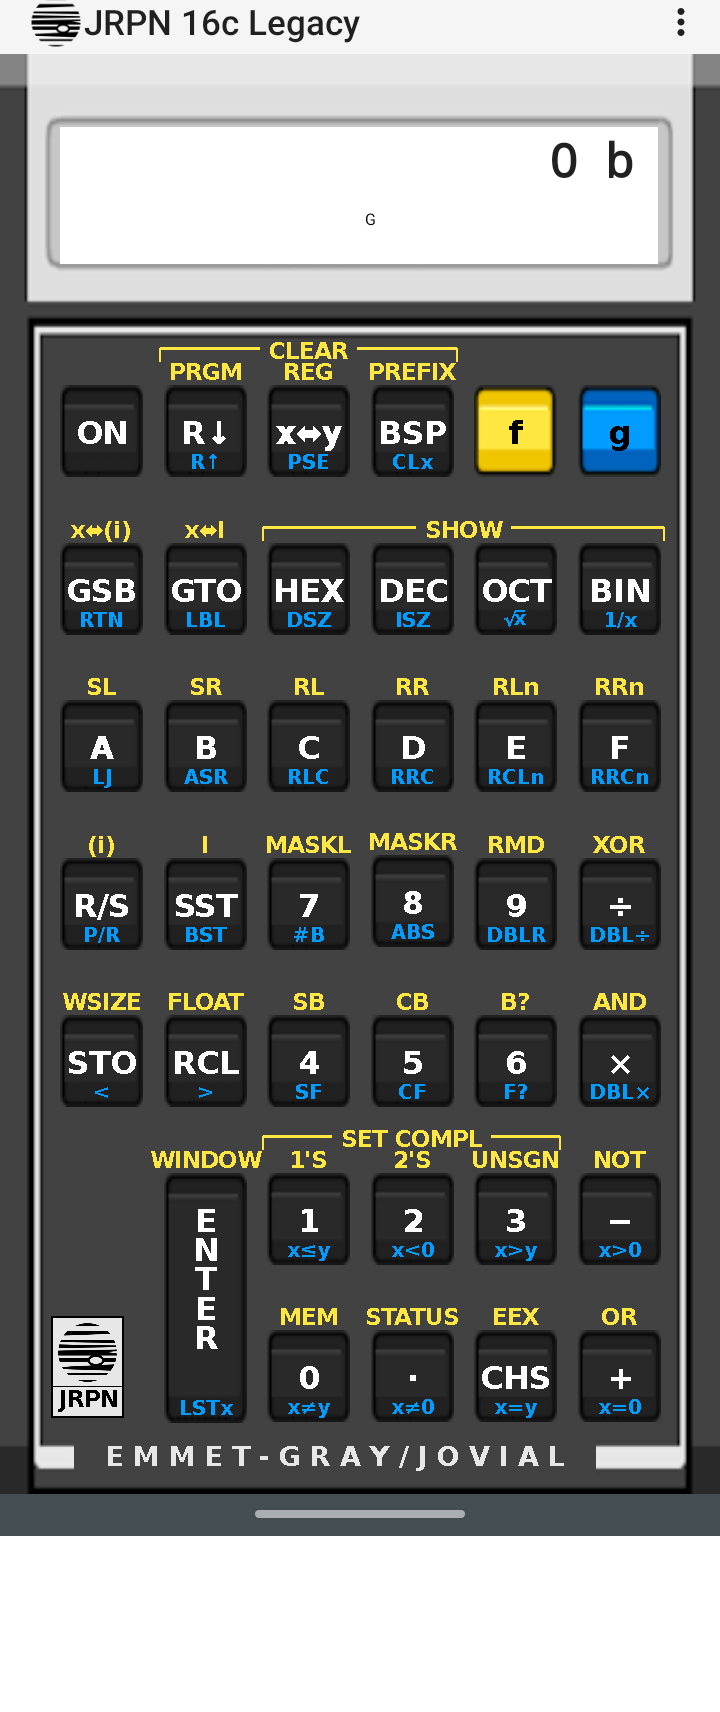 JRPN 16c Legacy
0 b
G
CLEAR
PRGM REG PREFIX
ON R↓ x⬌y BSP f g
R↑ PSE CLx
x⬌(i) x⬌I SHOW
GSB GTO HEX DEC OCT BIN
RTN LBL DSZ ISZ √x̅ 1/x
SL SR RL RR RLn RRn
A B C D E F
LJ ASR RLC RRC RCLn RRCn
(i) I MASKL MASKR RMD XOR
R/S SST 7 8 9 ÷
P/R BST #B ABS DBLR DBL÷
WSIZE FLOAT SB CB B? AND
STO RCL 4 5 6 ×
< > SF CF F? DBL×
SET COMPL
WINDOW 1'S 2'S UNSGN NOT
ENTER 1 2 3 −
x≤y x<0 x>y x>0
MEM STATUS EEX OR
0 · CHS +
JRPN LSTx x≠y x≠0 x=y x=0
EMMET-GRAY/JOVIAL